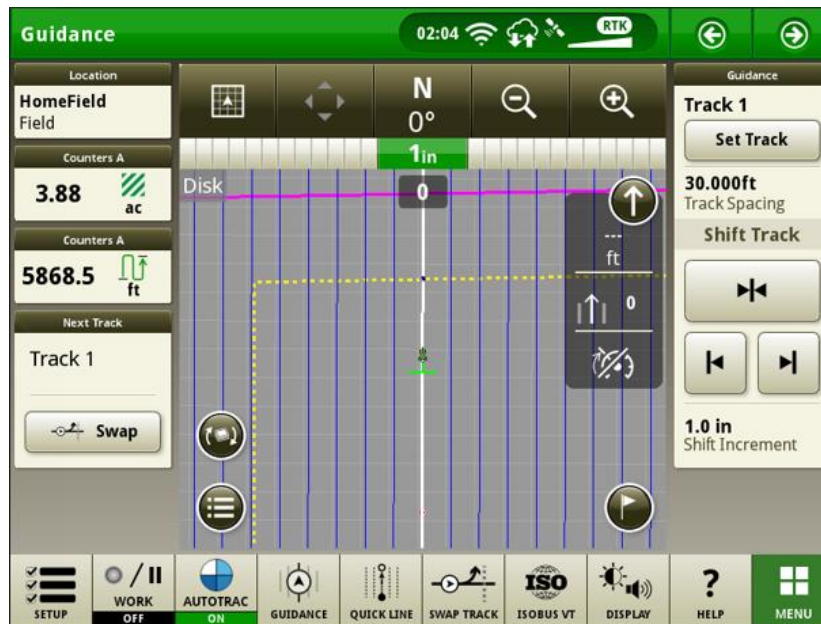 Guidance
02:04
RTK
Location
HomeField
Field
Counters A
3.88
ac
Counters A
5868.5
ft
Next Track
Track 1
Swap
N
0°
1in
Disk
0
---
ft
0
Guidance
Track 1
Set Track
30.000ft
Track Spacing
Shift Track
1.0 in
Shift Increment
SETUP
WORK
OFF
AUTOTRAC
ON
GUIDANCE
QUICK LINE
SWAP TRACK
ISO
ISOBUS VT
DISPLAY
?
HELP
MENU